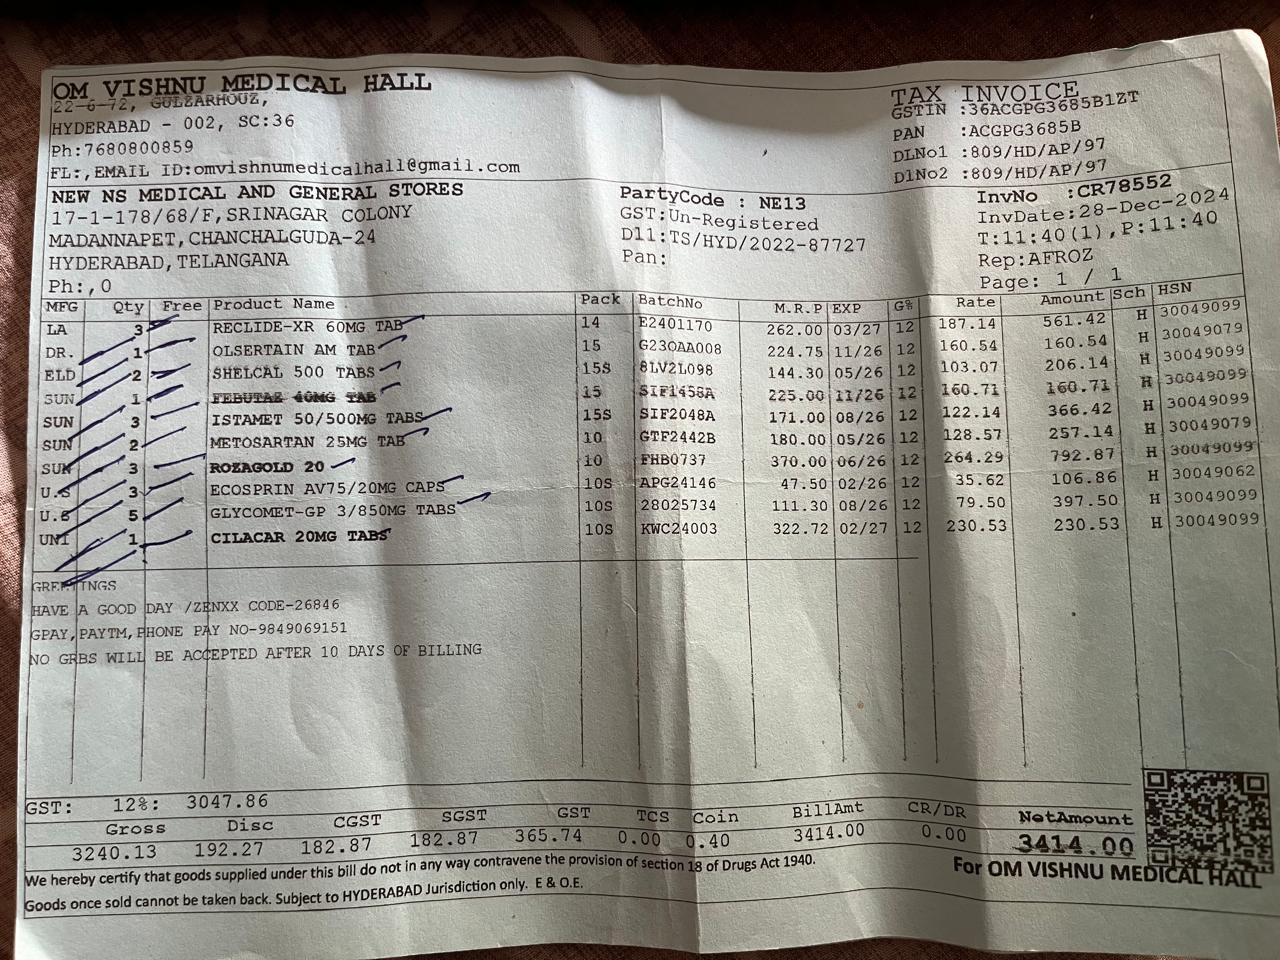 OM VISHNU MEDICAL HALL
22-6-72, GULZARHOUZ,
HYDERABAD - 002, SC:36
Ph:7680800859
FL:,EMAIL ID:omvishnumedicalhall@gmail.com
TAX INVOICE
GSTIN :36ACGPG3685B1ZT
PAN :ACGPG3685B
DLNo1 :809/HD/AP/97
DlNo2 :809/HD/AP/97
NEW NS MEDICAL AND GENERAL STORES
17-1-178/68/F,SRINAGAR COLONY
MADANNAPET,CHANCHALGUDA-24
HYDERABAD,TELANGANA
Ph:,0
PartyCode : NE13
GST:Un-Registered
Dll:TS/HYD/2022-87727
Pan:
InvNo :CR78552
InvDate:28-Dec-2024
T:11:40(1),P:11:40
Rep:AFROZ
Page: 1 / 1
MFG Qty Free Product Name Pack BatchNo M.R.P EXP G% Rate Amount Sch HSN
LA 3 RECLIDE-XR 60MG TAB 14 E2401170 262.00 03/27 12 187.14 561.42 H 30049099
DR. 1 OLSERTAIN AM TAB 15 G230AA008 224.75 11/26 12 160.54 160.54 H 30049079
ELD 2 SHELCAL 500 TABS 15S 8LV2L098 144.30 05/26 12 103.07 206.14 H 30049099
SUN 1 FEBUTAZ 40MG TAB 15 SIF1458A 225.00 11/26 12 160.71 160.71 H 30049099
SUN 3 ISTAMET 50/500MG TABS 15S SIF2048A 171.00 08/26 12 122.14 366.42 H 30049099
SUN 2 METOSARTAN 25MG TAB 10 GTF2442B 180.00 05/26 12 128.57 257.14 H 30049079
SUN 3 ROZAGOLD 20 10 FHB0737 370.00 06/26 12 264.29 792.87 H 30049099
U.S 3 ECOSPRIN AV75/20MG CAPS 10S APG24146 47.50 02/26 12 35.62 106.86 H 30049062
U.S 5 GLYCOMET-GP 3/850MG TABS 10S 28025734 111.30 08/26 12 79.50 397.50 H 30049099
UNI 1 CILACAR 20MG TABS 10S KWC24003 322.72 02/27 12 230.53 230.53 H 30049099
GREETINGS
HAVE A GOOD DAY /ZENXX CODE-26846
GPAY,PAYTM,PHONE PAY NO-9849069151
NO GRBS WILL BE ACCEPTED AFTER 10 DAYS OF BILLING
GST: 12%: 3047.86
Gross Disc CGST SGST GST TCS Coin BillAmt CR/DR NetAmount
3240.13 192.27 182.87 182.87 365.74 0.00 0.40 3414.00 0.00 3414.00
We hereby certify that goods supplied under this bill do not in any way contravene the provision of section 18 of Drugs Act 1940.
Goods once sold cannot be taken back. Subject to HYDERABAD Jurisdiction only. E & O.E.
For OM VISHNU MEDICAL HALL